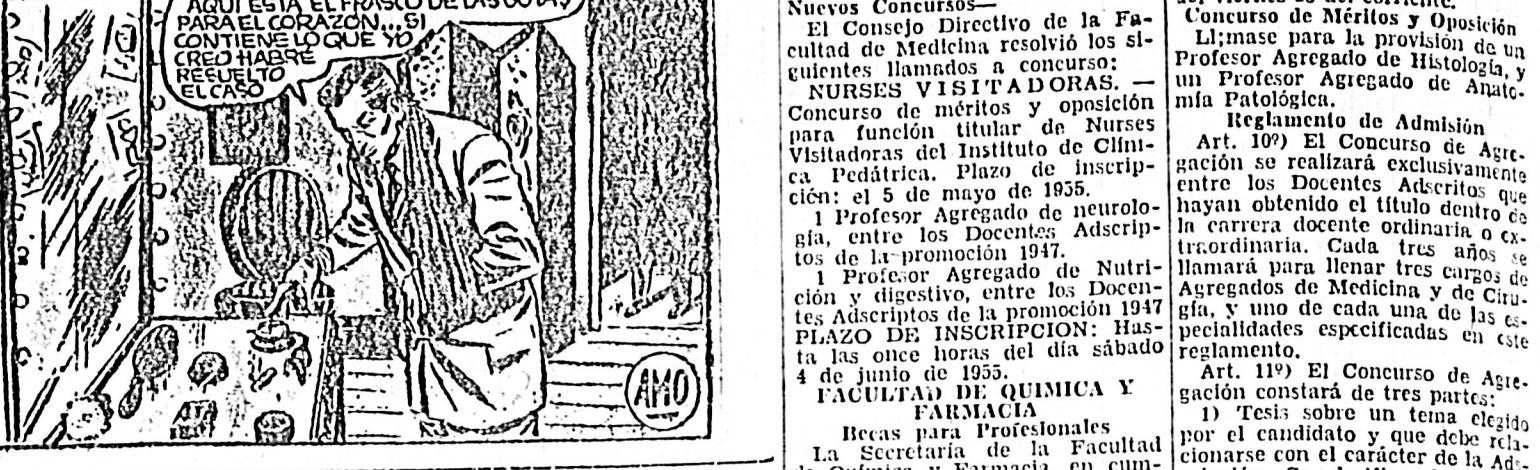 AQUI ESTA EL FRASCO DE LAS GOTAS
PARA EL CORAZON... SI
CONTIENE LO QUE YO
CREO HABRE
RESUELTO
EL CASO
AMO
Nuevos Concursos—
El Consejo Directivo de la Fa-
cultad de Medicina resolvió los si-
guientes llamados a concurso:
NURSES VISITADORAS. —
Concurso de méritos y oposición
para función titular de Nurses
Visitadoras del Instituto de Clíni-
ca Pedátrica. Plazo de inscrip-
ción: el 5 de mayo de 1955.
1 Profesor Agregado de neurolo-
gía, entre los Docentes Adscrip-
tos de la promoción 1947.
1 Profesor Agregado de Nutri-
ción y digestivo, entre los Docen-
tes Adscriptos de la promoción 1947
PLAZO DE INSCRIPCION: Has-
ta las once horas del día sábado
4 de junio de 1955.
FACULTAD DE QUIMICA Y
FARMACIA
Becas para Profesionales
La Secretaría de la Facultad
de Química y Farmacia, en cum-
Concurso de Méritos y Oposición
Ll;mase para la provisión de un
Profesor Agregado de Histología, y
un Profesor Agregado de Anato-
mía Patológica.
Reglamento de Admisión
Art. 10º) El Concurso de Agre-
gación se realizará exclusivamente
entre los Docentes Adscritos que
hayan obtenido el título dentro de
la carrera docente ordinaria o ex-
traordinaria. Cada tres años se
llamará para llenar tres cargos de
Agregados de Medicina y de Ciru-
gía, y uno de cada una de las es-
pecialidades especificadas en este
reglamento.
Art. 11º) El Concurso de Agre-
gación constará de tres partes:
1) Tesis sobre un tema elegido
por el candidato y que debe rela-
cionarse con el carácter de la Ads-